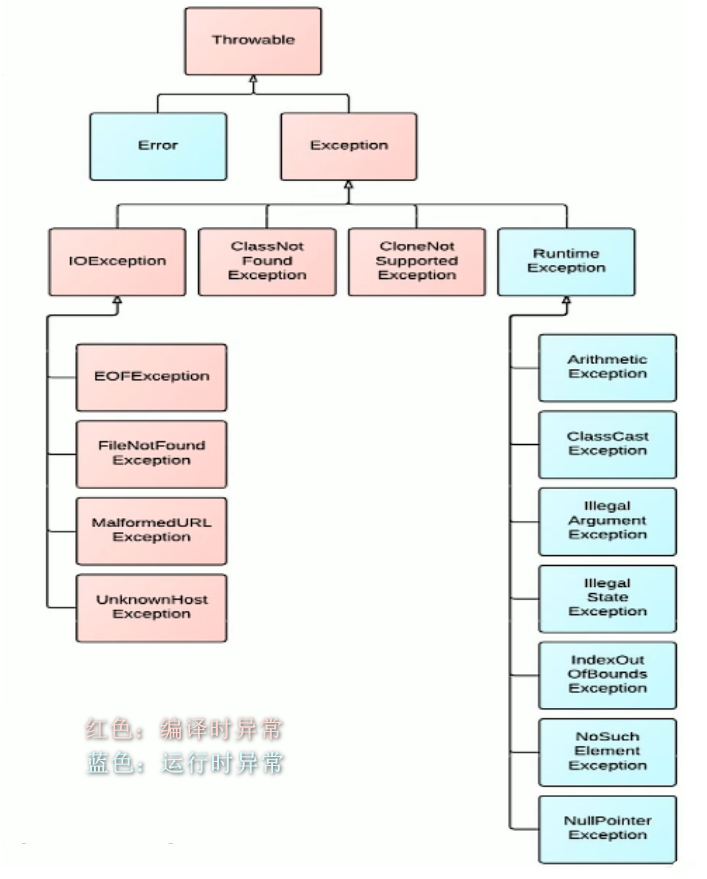 Throwable
Error
Exception
IOException
ClassNot
Found
Exception
CloneNot
Supported
Exception
Runtime
Exception
EOFException
FileNotFound
Exception
MalformedURL
Exception
UnknownHost
Exception
Arithmetic
Exception
ClassCast
Exception
Illegal
Argument
Exception
Illegal
State
Exception
IndexOut
OfBounds
Exception
NoSuch
Element
Exception
NullPointer
Exception
红色：编译时异常
蓝色：运行时异常